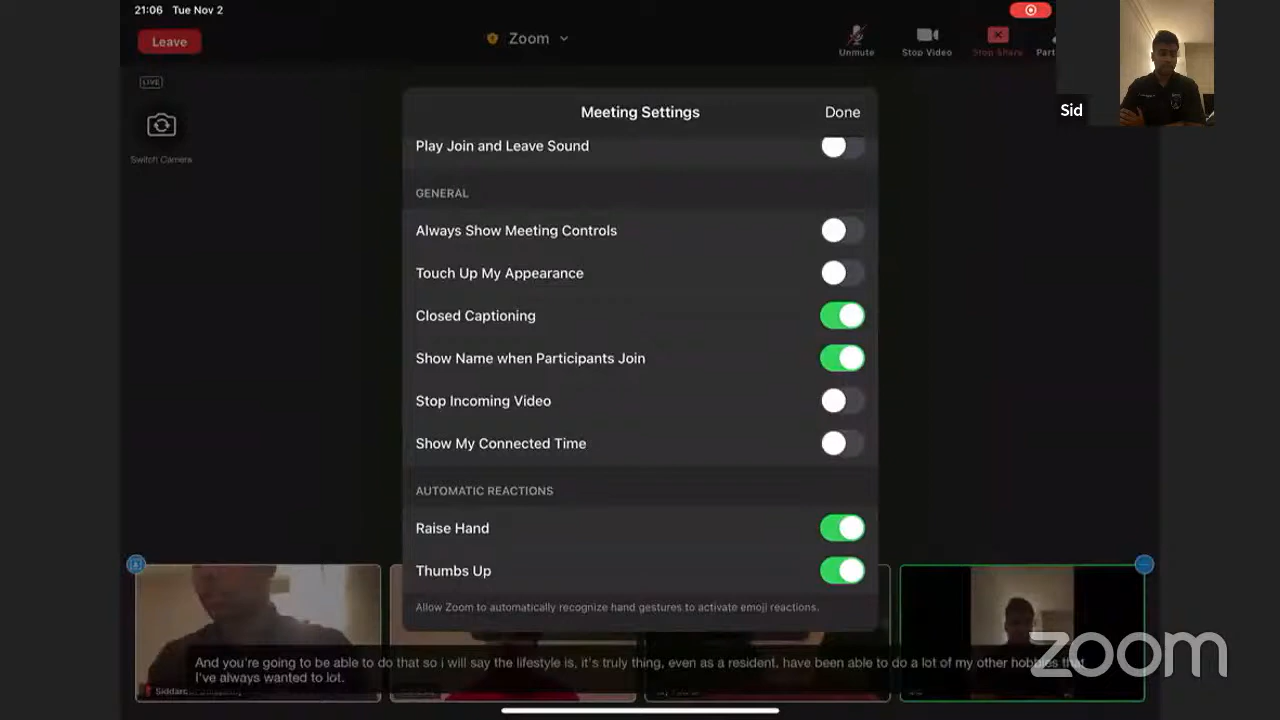 21:06 Tue Nov 2
Leave
Zoom
Unmute
Stop Video
Stop Share
Part
LIVE
Switch Camera
Sid
Meeting Settings
Done
Play Join and Leave Sound
GENERAL
Always Show Meeting Controls
Touch Up My Appearance
Closed Captioning
Show Name when Participants Join
Stop Incoming Video
Show My Connected Time
AUTOMATIC REACTIONS
Raise Hand
Thumbs Up
Allow Zoom to automatically recognize hand gestures to activate emoji reactions.
And you're going to be able to do that so i will say the lifestyle is, it's truly thing, even as a resident, have been able to do a lot of my other hobbies that
I've always wanted to lot.
zoom